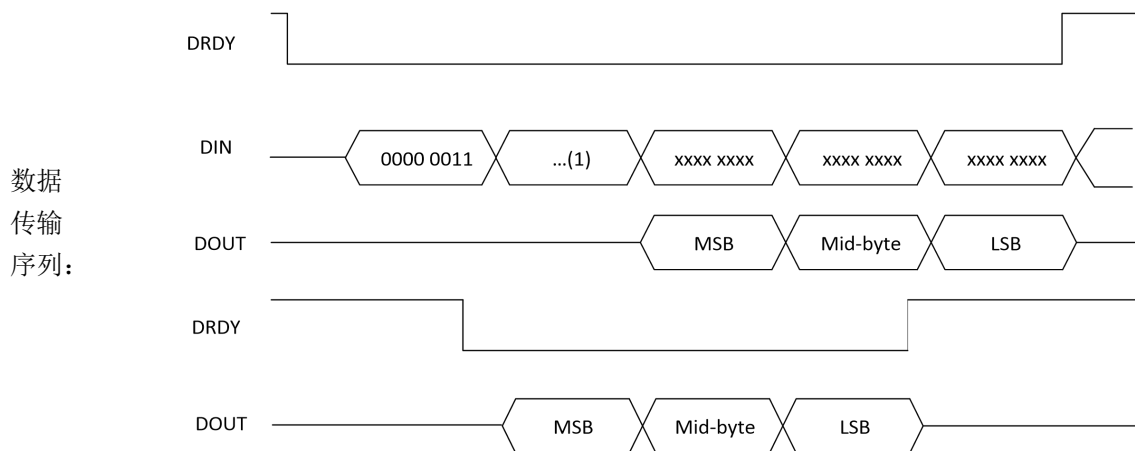 DRDY
DIN 0000 0011 ...(1) xxxx xxxx xxxx xxxx xxxx xxxx
数据
传输
序列：
DOUT MSB Mid-byte LSB
DRDY
DOUT MSB Mid-byte LSB